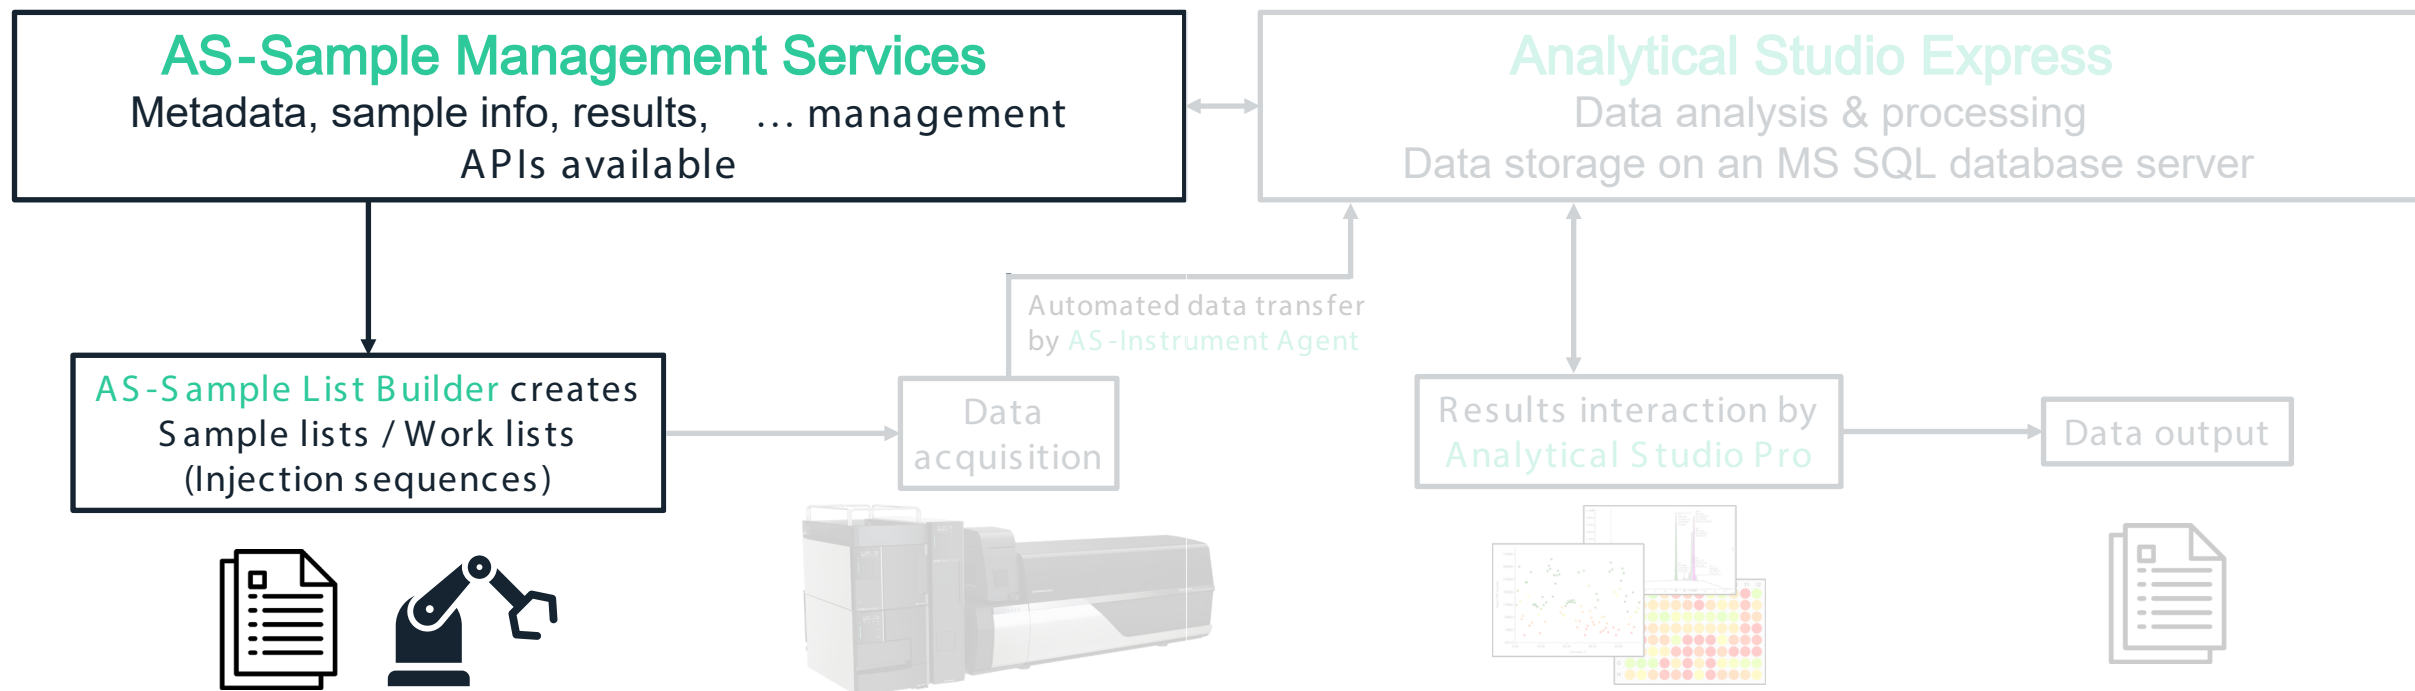 AS-Sample Management Services
Metadata, sample info, results, ... management
APIs available
Analytical Studio Express
Data analysis & processing
Data storage on an MS SQL database server
Automated data transfer
by AS-Instrument Agent
AS-Sample List Builder creates
Sample lists / Work lists
(Injection sequences)
Data
acquisition
Results interaction by
Analytical Studio Pro
Data output